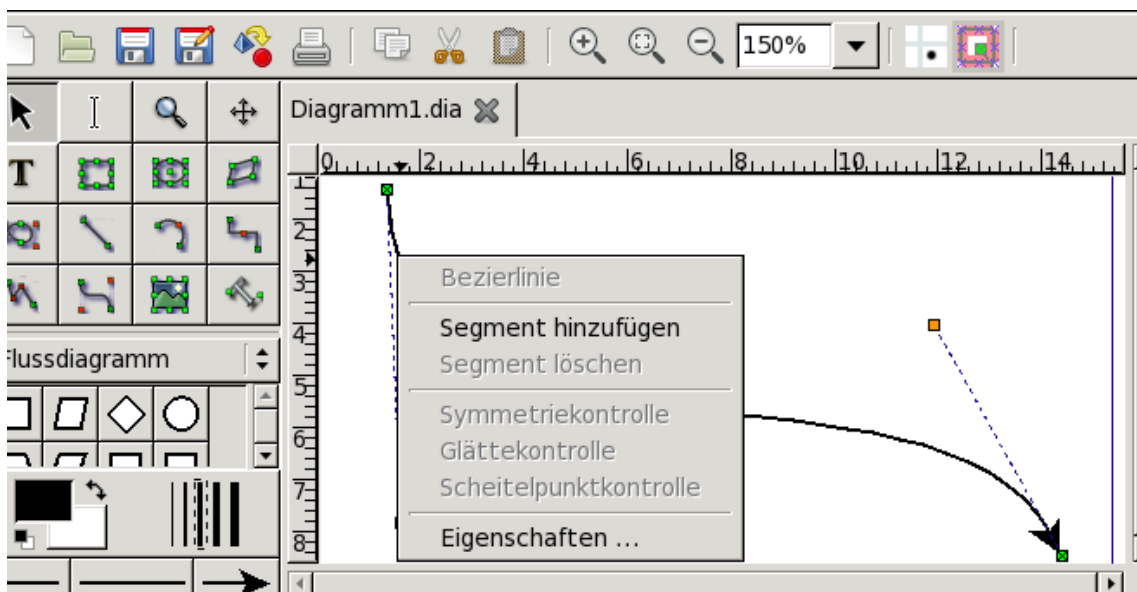 150%
Diagramm1.dia
T
0 2 4 6 8 10 12 14
2
3
4
5
6
7
8
Bezierlinie
Segment hinzufügen
Segment löschen
Symmetriekontrolle
Glättekontrolle
Scheitelpunktkontrolle
Eigenschaften ...
Flussdiagramm